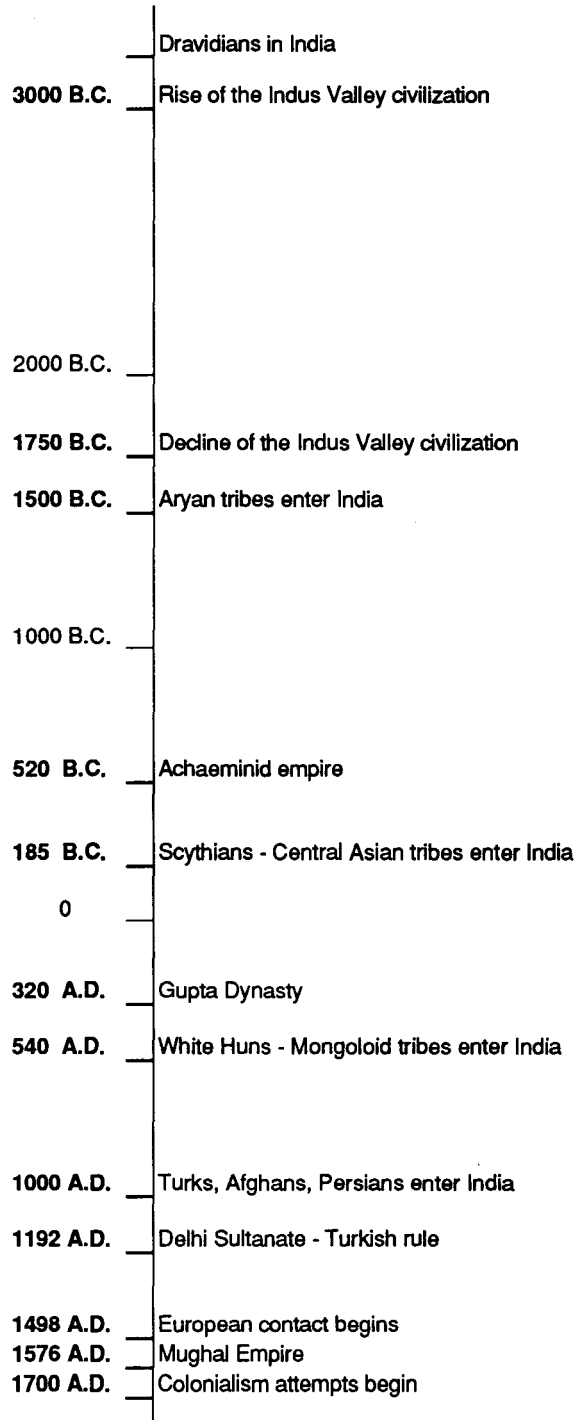 Dravidians in India
3000 B.C. Rise of the Indus Valley civilization
2000 B.C.
1750 B.C. Decline of the Indus Valley civilization
1500 B.C. Aryan tribes enter India
1000 B.C.
520 B.C. Achaeminid empire
185 B.C. Scythians - Central Asian tribes enter India
0
320 A.D. Gupta Dynasty
540 A.D. White Huns - Mongoloid tribes enter India
1000 A.D. Turks, Afghans, Persians enter India
1192 A.D. Delhi Sultanate - Turkish rule
1498 A.D. European contact begins
1576 A.D. Mughal Empire
1700 A.D. Colonialism attempts begin